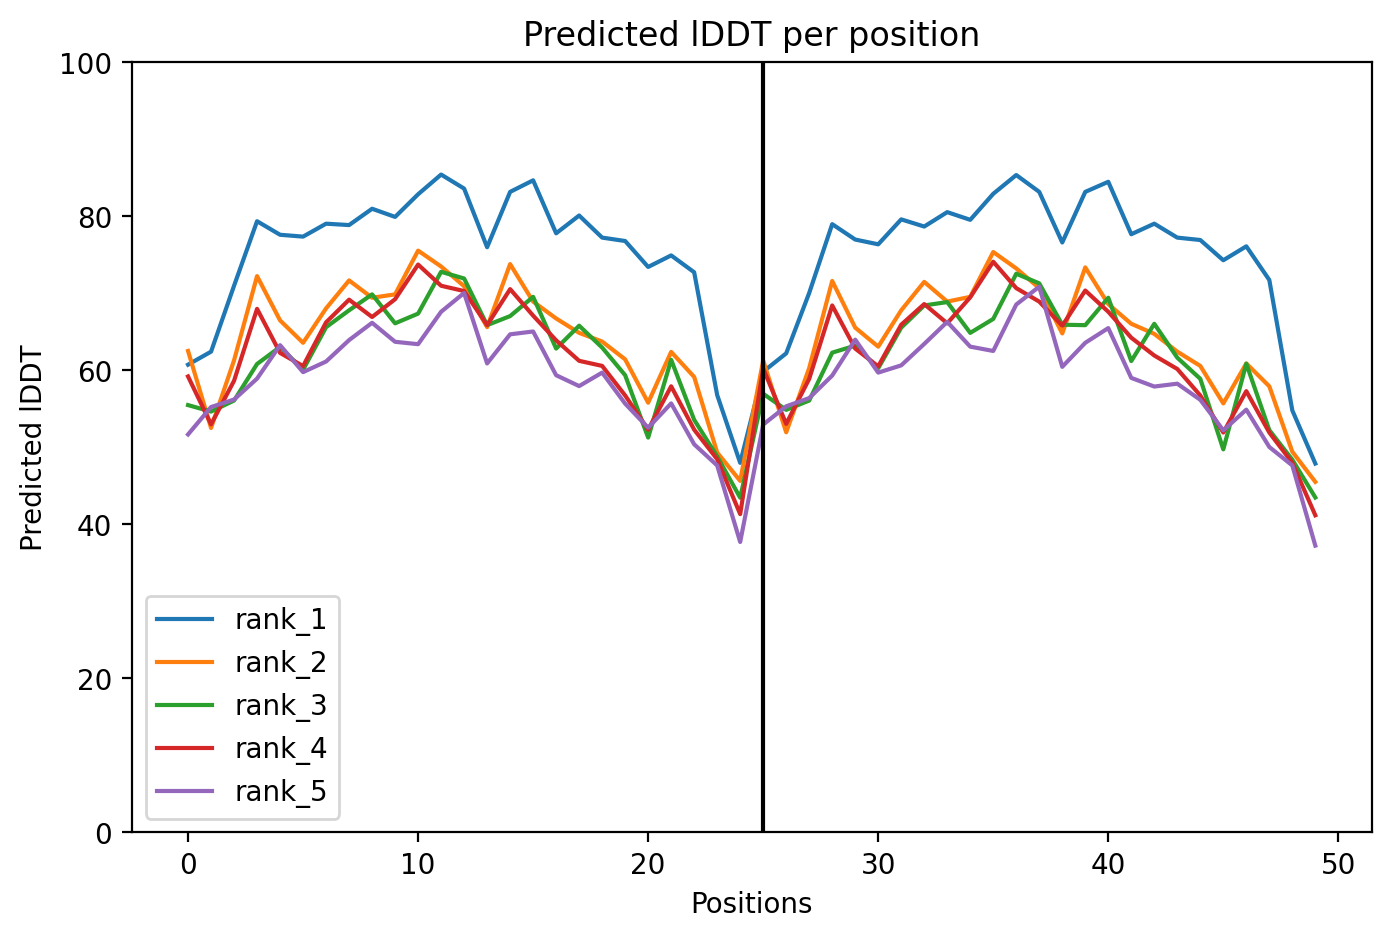 Predicted lDDT per position
Predicted lDDT
100
80
60
40
20
0
rank_1
rank_2
rank_3
rank_4
rank_5
0 10 20 30 40 50
Positions